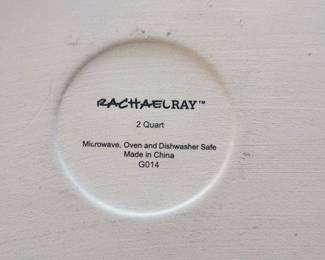 RACHAELRAY™
2 Quart
Microwave, Oven and Dishwasher Safe
Made in China
G014